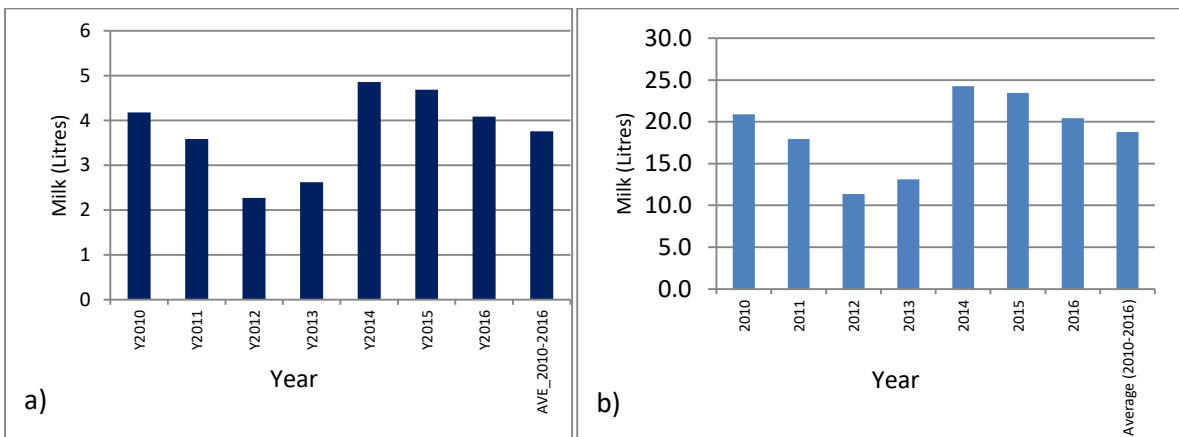 6
5
4
3
2
1
0
Milk (Litres)
Y2010
Y2011
Y2012
Y2013
Y2014
Y2015
Y2016
AVE_2010-2016
Year
a)
30.0
25.0
20.0
15.0
10.0
5.0
0.0
Milk (Litres)
2010
2011
2012
2013
2014
2015
2016
Average (2010-2016)
Year
b)